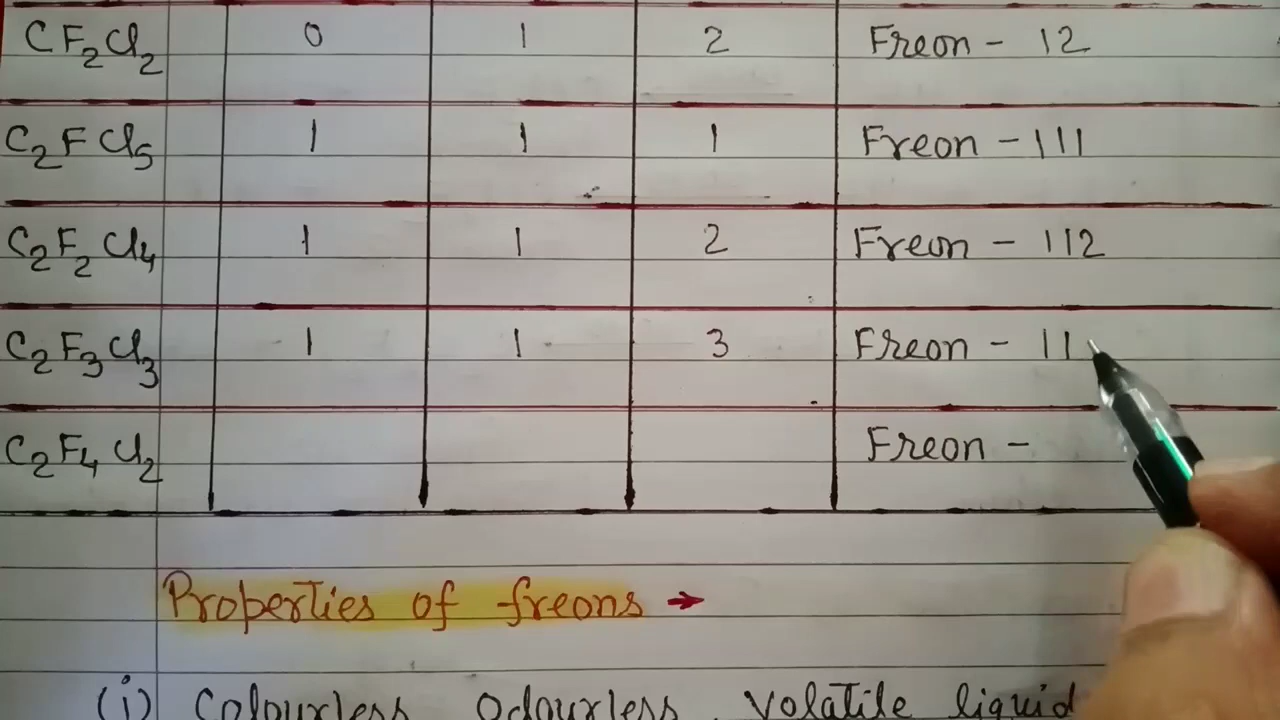 CF₂Cl₂ 0 1 2 Freon - 12
C₂FCl₅ 1 1 1 Freon - 111
C₂F₂Cl₄ 1 1 2 Freon - 112
C₂F₃Cl₃ 1 1 3 Freon - 11
C₂F₄Cl₂ Freon -
Properties of freons →
(i) Colourless Odourless, volatile liquid